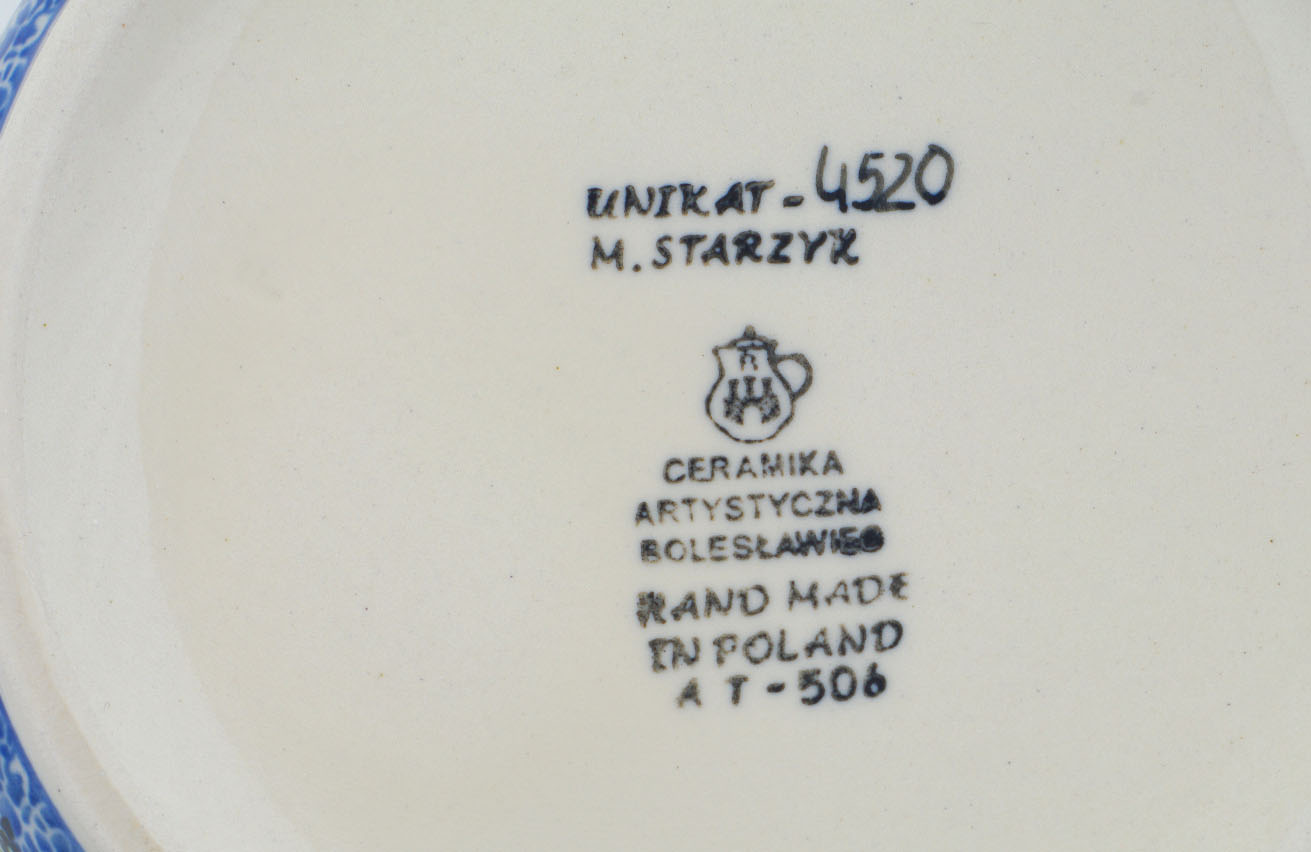 UNIKAT - 4520
M. STARZYK
CERAMIKA
ARTYSTYCZNA
BOLESŁAWIEC
HAND MADE
IN POLAND
A T - 506